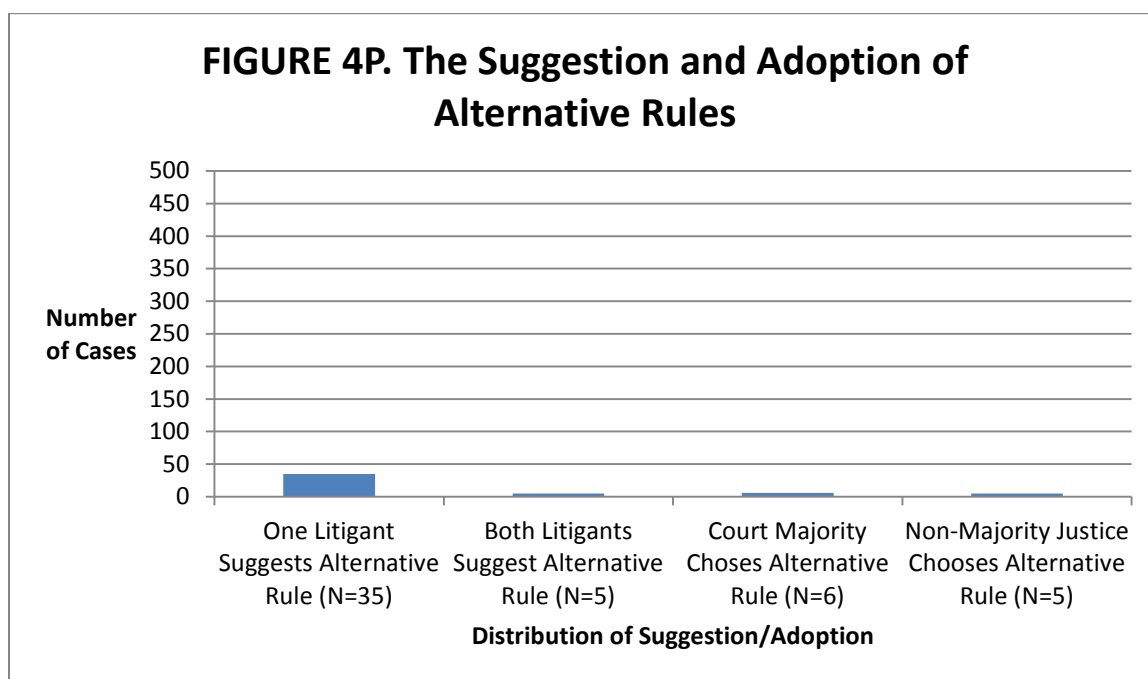 FIGURE 4P. The Suggestion and Adoption of
Alternative Rules
500
450
400
350
300
250
200
150
100
50
0
Number
of Cases
One Litigant
Suggests Alternative
Rule (N=35)
Both Litigants
Suggest Alternative
Rule (N=5)
Court Majority
Choses Alternative
Rule (N=6)
Non-Majority Justice
Chooses Alternative
Rule (N=5)
Distribution of Suggestion/Adoption